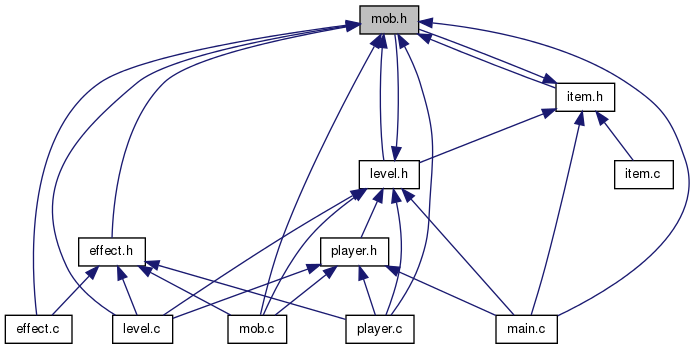 mob.h
item.h
level.h
item.c
effect.h
player.h
effect.c
level.c
mob.c
player.c
main.c